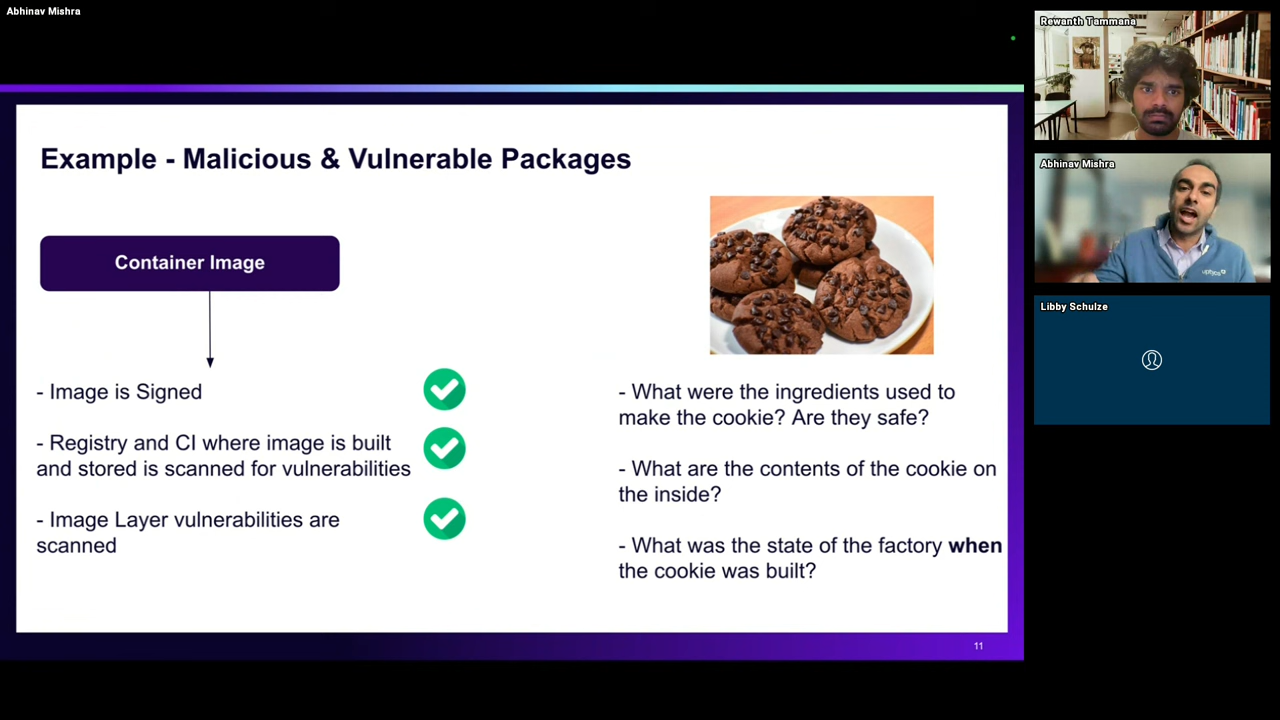 Abhinav Mishra
Rewanth Tammana
Example - Malicious & Vulnerable Packages
Abhinav Mishra
Container Image
Libby Schulze
- Image is Signed
- Registry and CI where image is built
and stored is scanned for vulnerabilities
- Image Layer vulnerabilities are
scanned
- What were the ingredients used to
make the cookie? Are they safe?
- What are the contents of the cookie on
the inside?
- What was the state of the factory when
the cookie was built?
11